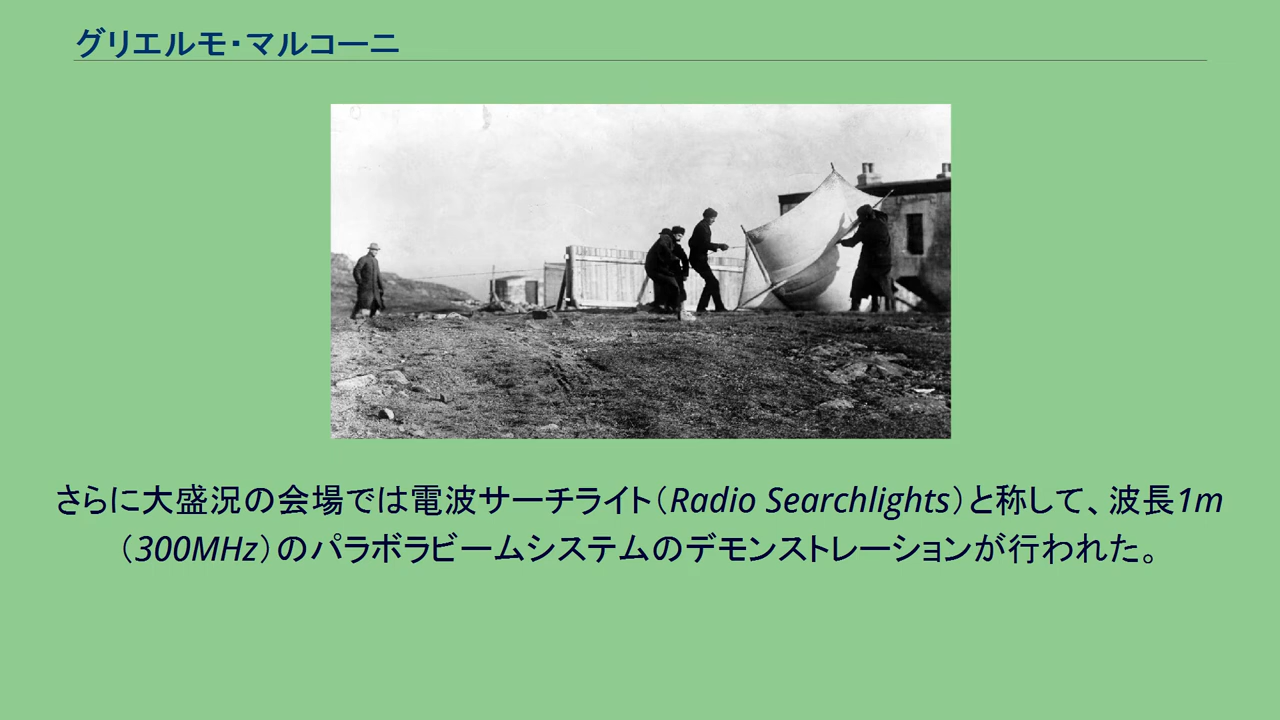 グリエルモ・マルコーニ
さらに大盛況の会場では電波サーチライト（Radio Searchlights）と称して、波長1m
（300MHz）のパラボラビームシステムのデモンストレーションが行われた。